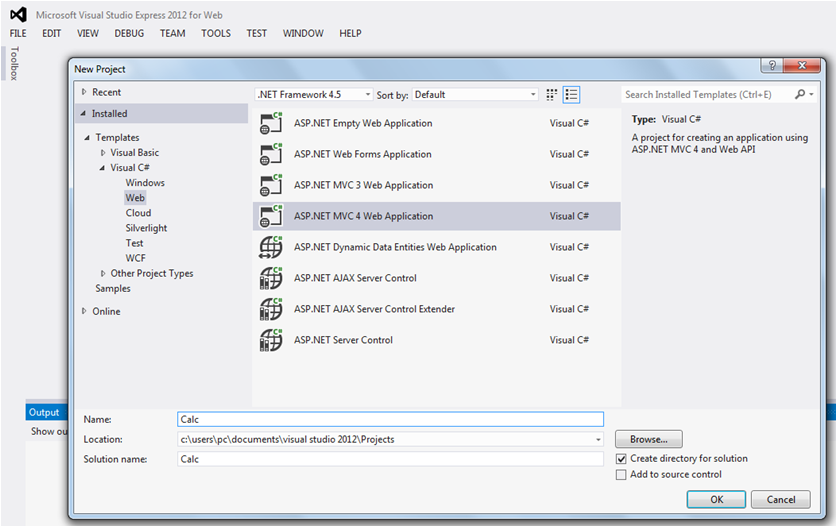 Microsoft Visual Studio Express 2012 for Web
FILE EDIT VIEW DEBUG TEAM TOOLS TEST WINDOW HELP
Toolbox
New Project
Recent
.NET Framework 4.5 Sort by: Default
Search Installed Templates (Ctrl+E)
Installed
Templates
Visual Basic
Visual C#
Windows
Web
Cloud
Silverlight
Test
WCF
Other Project Types
Samples
Online
ASP.NET Empty Web Application Visual C#
ASP.NET Web Forms Application Visual C#
ASP.NET MVC 3 Web Application Visual C#
ASP.NET MVC 4 Web Application Visual C#
ASP.NET Dynamic Data Entities Web Application Visual C#
ASP.NET AJAX Server Control Visual C#
ASP.NET AJAX Server Control Extender Visual C#
ASP.NET Server Control Visual C#
Type: Visual C#
A project for creating an application using
ASP.NET MVC 4 and Web API
Output
Show ou
Name: Calc
Location: c:\users\pc\documents\visual studio 2012\Projects Browse...
Solution name: Calc
Create directory for solution
Add to source control
OK Cancel